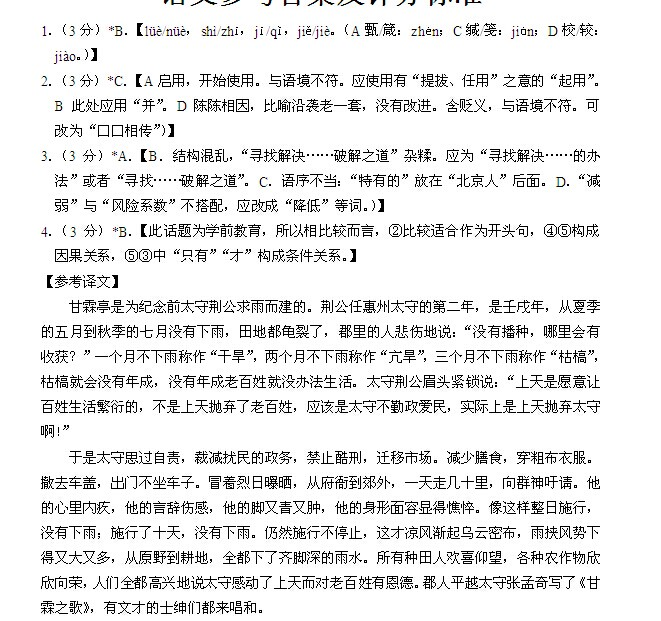 语文参考答案及评分标准
1.（3分）*B.【lüè/nüè，shì/zhī，jī/qǐ，jiě/jiè。（A 甄/箴：zhēn；C 缄/笺：jiān；D 校/较：
jiào。）】
2.（3分）*C.【A 启用，开始使用。与语境不符。应使用有“提拔、任用”之意的“起用”。
B 此处应用“并”。D 陈陈相因，比喻沿袭老一套，没有改进。含贬义，与语境不符。可
改为“口口相传”）】
3.（3 分）*A.【B．结构混乱，“寻找解决……破解之道”杂糅。应为“寻找解决……的办
法”或者“寻找……破解之道”。C．语序不当：“特有的”放在“北京人”后面。D．“减
弱”与“风险系数”不搭配，应改成“降低”等词。）】
4.（3 分）*B.【此话题为学前教育，所以相比较而言，②比较适合作为开头句，④⑤构成
因果关系，⑤③中“只有”“才”构成条件关系。】
【参考译文】
甘霖亭是为纪念前太守荆公求雨而建的。荆公任惠州太守的第二年，是壬戌年，从夏季
的五月到秋季的七月没有下雨，田地都龟裂了，郡里的人悲伤地说：“没有播种，哪里会有
收获？”一个月不下雨称作“干旱”，两个月不下雨称作“亢旱”，三个月不下雨称作“枯槁”，
枯槁就会没有年成，没有年成老百姓就没办法生活。太守荆公眉头紧锁说：“上天是愿意让
百姓生活繁衍的，不是上天抛弃了老百姓，应该是太守不勤政爱民，实际上是上天抛弃太守
啊！”
于是太守思过自责，裁减扰民的政务，禁止酷刑，迁移市场。减少膳食，穿粗布衣服。
撤去车盖，出门不坐车子。冒着烈日曝晒，从府衙到郊外，一天走几十里，向群神吁请。他
的心里内疚，他的言辞伤感，他的脚又青又肿，他的身形面容显得憔悴。像这样整日施行，
没有下雨；施行了十天，没有下雨。仍然施行不停止，这才凉风渐起乌云密布，雨挟风势下
得又大又多，从原野到耕地，全都下了齐脚深的雨水。所有种田人欢喜仰望，各种农作物欣
欣向荣，人们全都高兴地说太守感动了上天而对老百姓有恩德。郡人平越太守张孟奇写了《甘
霖之歌》，有文才的士绅们都来唱和。